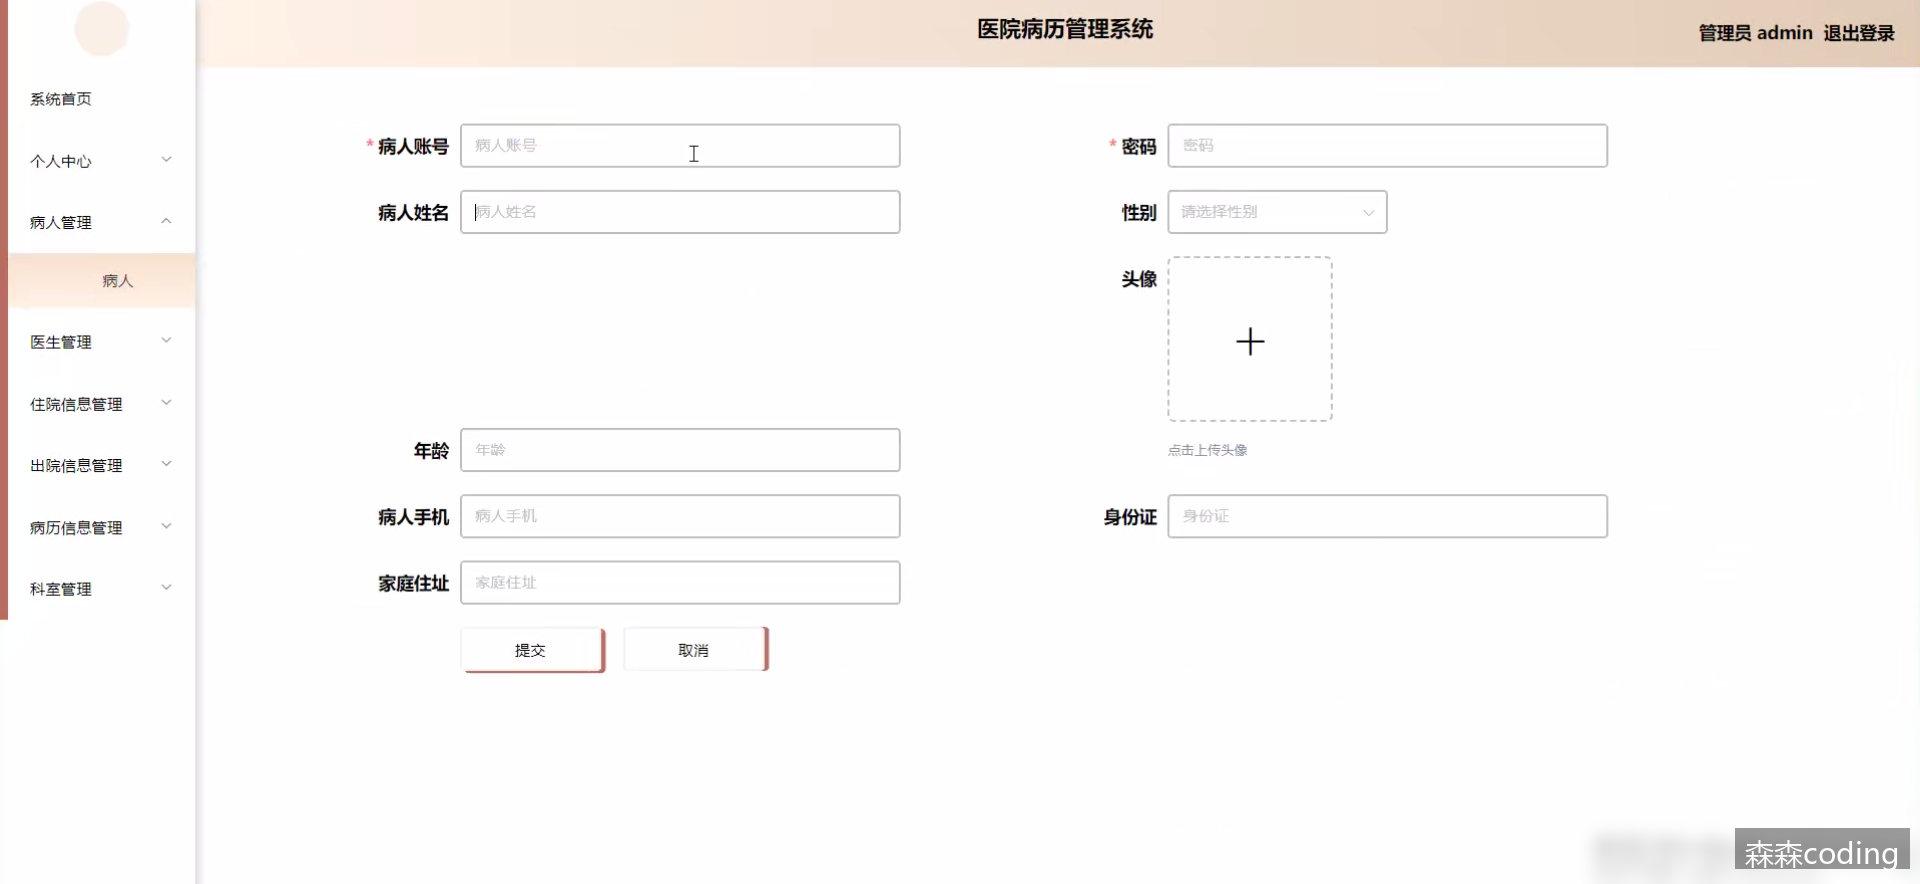 医院病历管理系统
管理员 admin 退出登录
系统首页
个人中心
病人管理
病人
医生管理
住院信息管理
出院信息管理
病历信息管理
科室管理
* 病人账号 病人账号
* 密码 密码
病人姓名 病人姓名
性别 请选择性别
头像
点击上传头像
年龄 年龄
病人手机 病人手机
身份证 身份证
家庭住址 家庭住址
提交 取消
森森coding